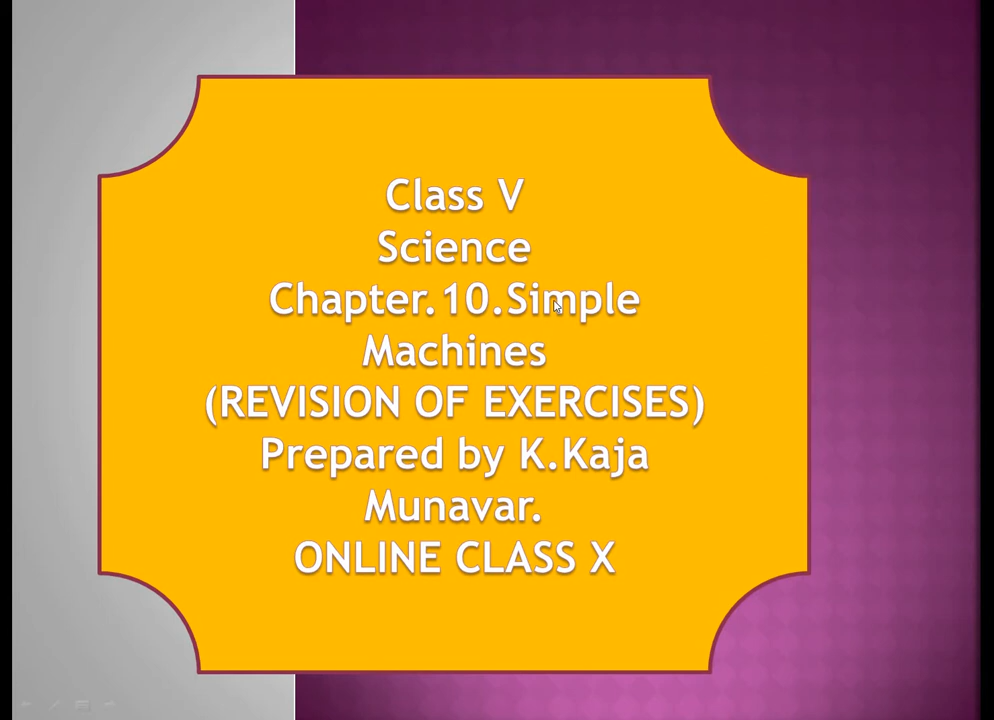 Class V
Science
Chapter.10.Simple
Machines
(REVISION OF EXERCISES)
Prepared by K.Kaja
Munavar.
ONLINE CLASS X